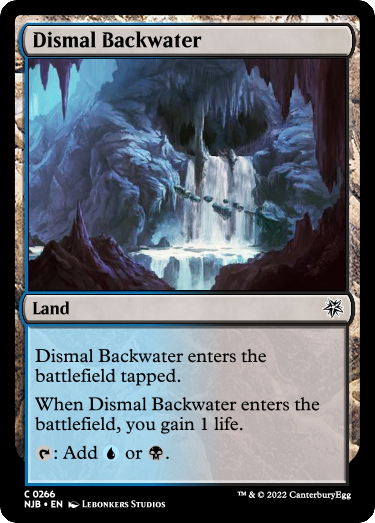 Dismal Backwater
Land
Dismal Backwater enters the
battlefield tapped.
When Dismal Backwater enters the
battlefield, you gain 1 life.
: Add or .
C 0266
NJB • EN Lebonkers Studios
™ & © 2022 CanterburyEgg